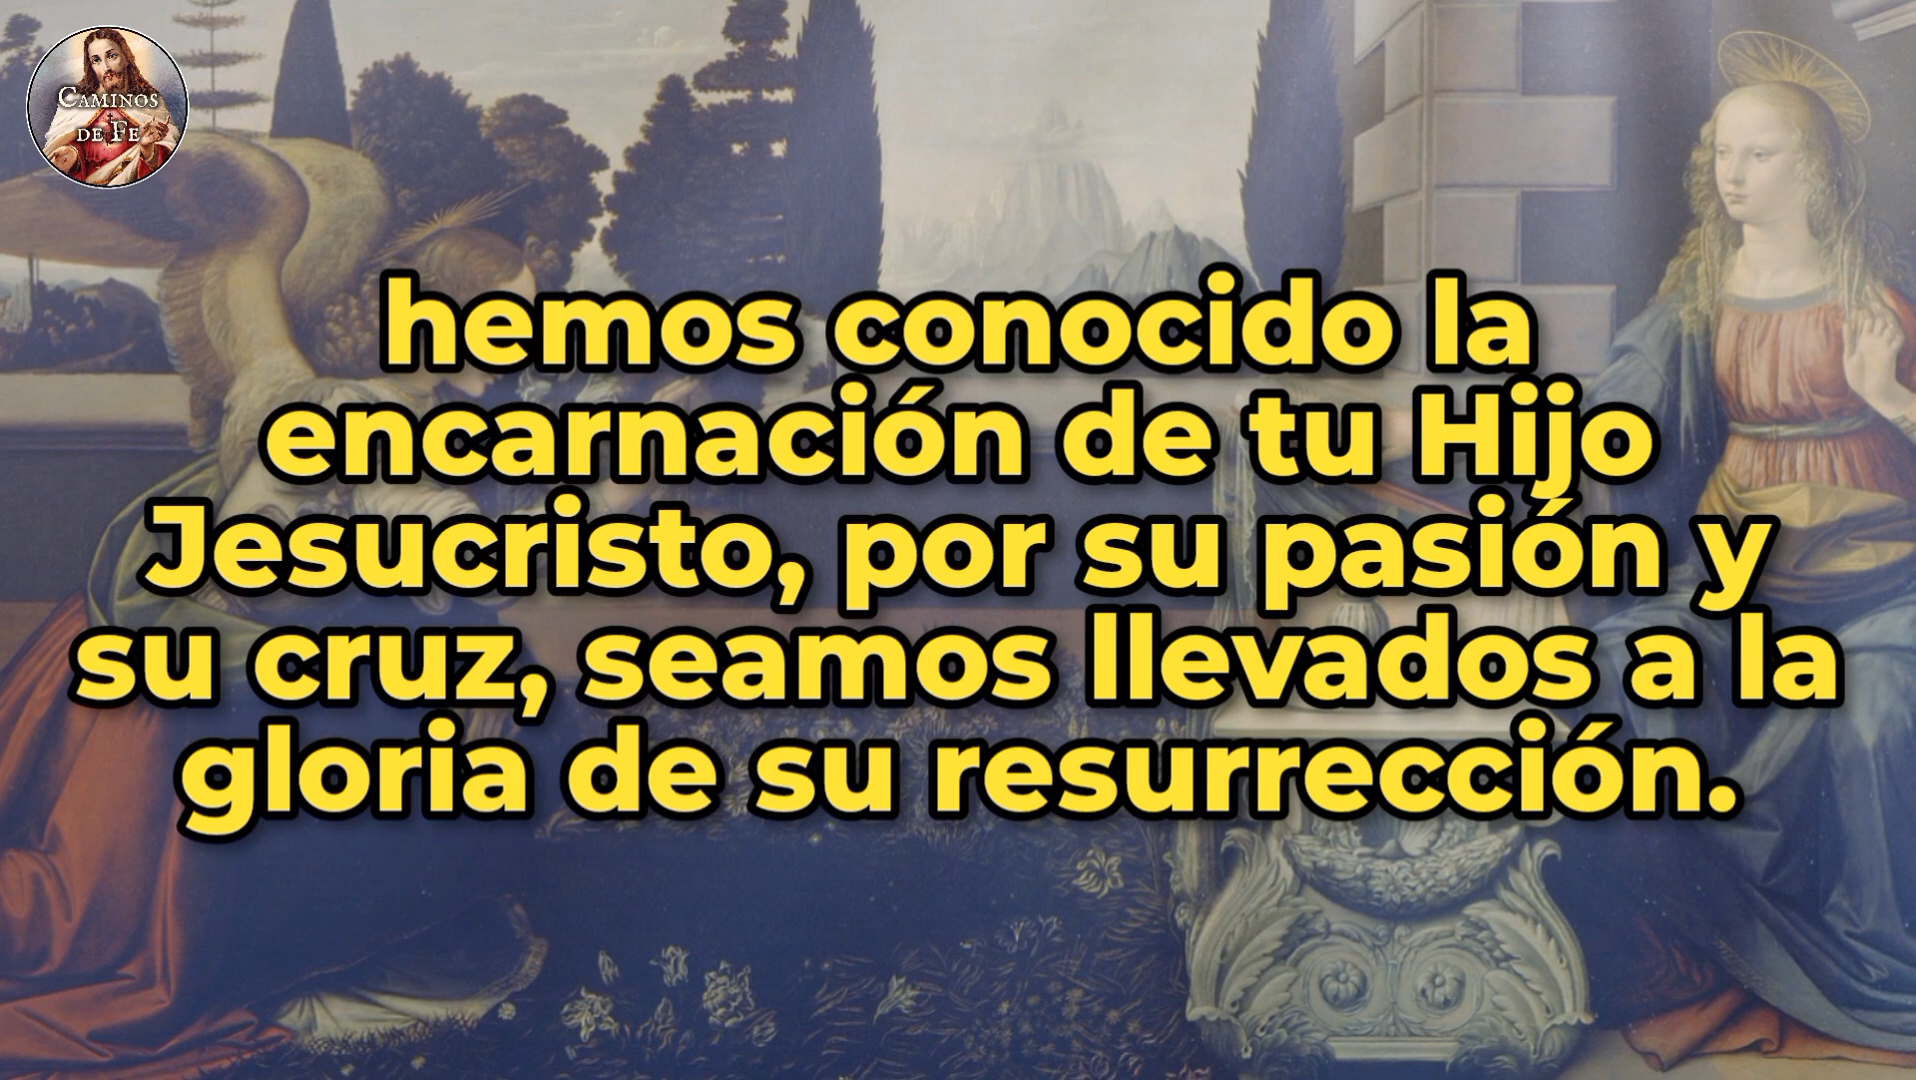 CAMINOS
DE FE
hemos conocido la
encarnación de tu Hijo
Jesucristo, por su pasión y
su cruz, seamos llevados a la
gloria de su resurrección.